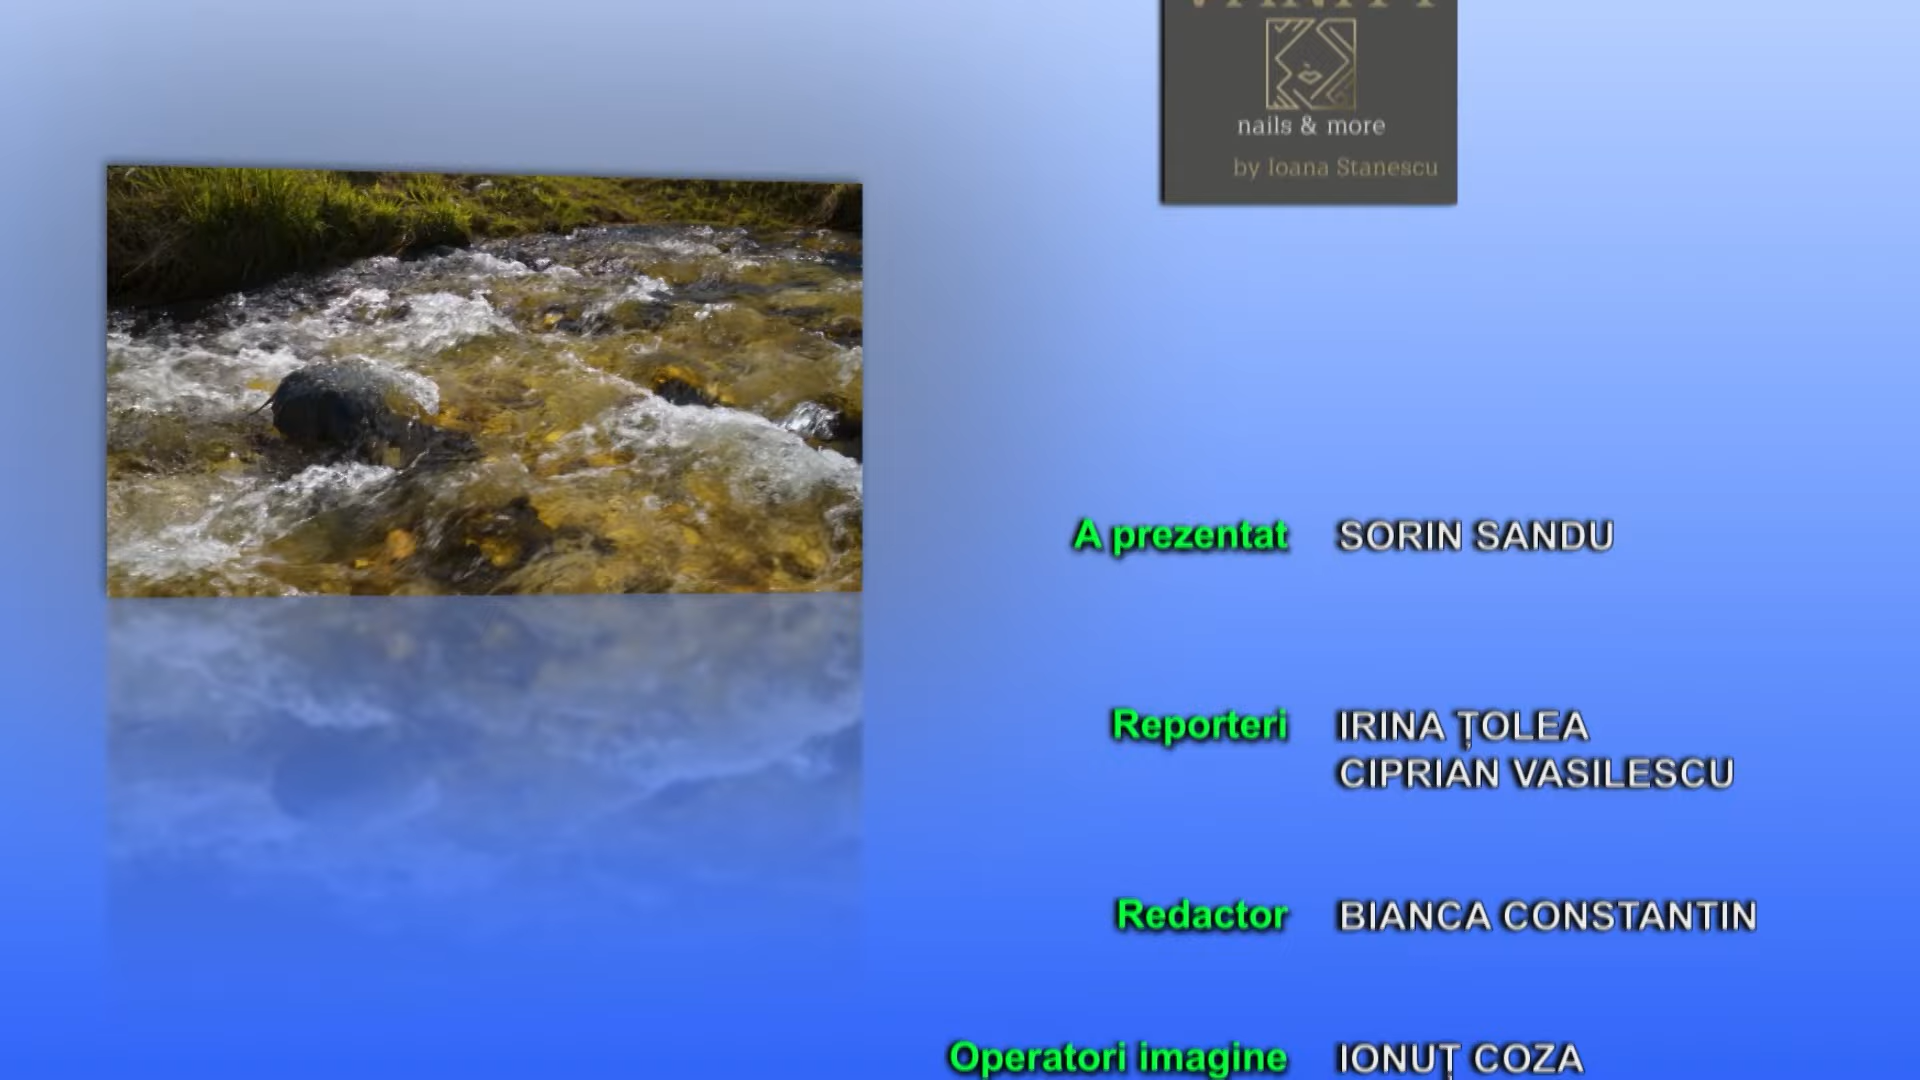 nails & more
by Ioana Stanescu
A prezentat SORIN SANDU
Reporteri IRINA ȚOLEA
CIPRIAN VASILESCU
Redactor BIANCA CONSTANTIN
Operatori imagine IONUȚ COZA